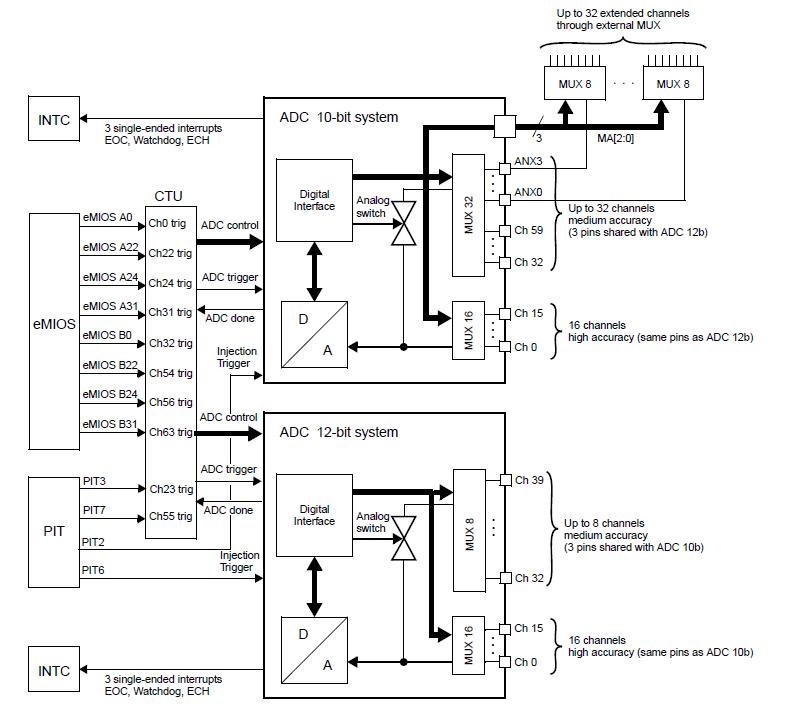 Up to 32 extended channels
through external MUX
MUX 8
· · ·
MUX 8
INTC
3 single-ended interrupts
EOC, Watchdog, ECH
ADC 10-bit system
3
MA[2:0]
Digital
Interface
Analog
switch
MUX 32
ANX3
ANX0
Ch 59
Ch 32
Up to 32 channels
medium accuracy
(3 pins shared with ADC 12b)
D
A
MUX 16
Ch 15
Ch 0
16 channels
high accuracy (same pins as ADC 12b)
CTU
eMIOS
eMIOS A0
Ch0 trig
eMIOS A22
Ch22 trig
eMIOS A24
Ch24 trig
eMIOS A31
Ch31 trig
eMIOS B0
Ch32 trig
eMIOS B22
Ch54 trig
eMIOS B24
Ch56 trig
eMIOS B31
Ch63 trig
ADC control
ADC trigger
ADC done
Injection
Trigger
ADC control
ADC trigger
ADC done
Injection
Trigger
PIT
PIT3
Ch23 trig
PIT7
Ch55 trig
PIT2
PIT6
ADC 12-bit system
Digital
Interface
Analog
switch
MUX 8
Ch 39
Ch 32
Up to 8 channels
medium accuracy
(3 pins shared with ADC 10b)
D
A
MUX 16
Ch 15
Ch 0
16 channels
high accuracy (same pins as ADC 10b)
INTC
3 single-ended interrupts
EOC, Watchdog, ECH